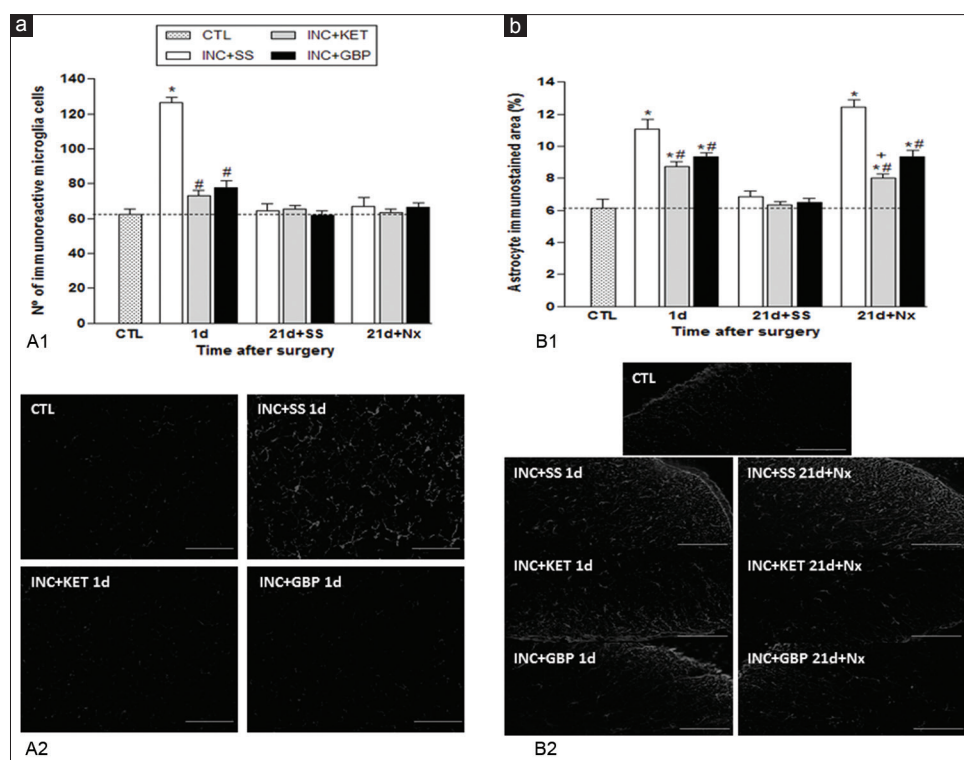 a
CTL
INC+KET
INC+SS
INC+GBP
Nº of immunoreactive microglia cells
140
120
100
80
60
40
20
0
*
#
#
CTL
1d
21d+SS
21d+Nx
Time after surgery
A1
CTL
INC+SS 1d
INC+KET 1d
INC+GBP 1d
A2
b
Astrocyte immunostained area (%)
14
12
10
8
6
4
2
0
*
*#
*#
*
+
*#
*#
CTL
1d
21d+SS
21d+Nx
Time after surgery
B1
CTL
INC+SS 1d
INC+SS 21d+Nx
INC+KET 1d
INC+KET 21d+Nx
INC+GBP 1d
INC+GBP 21d+Nx
B2